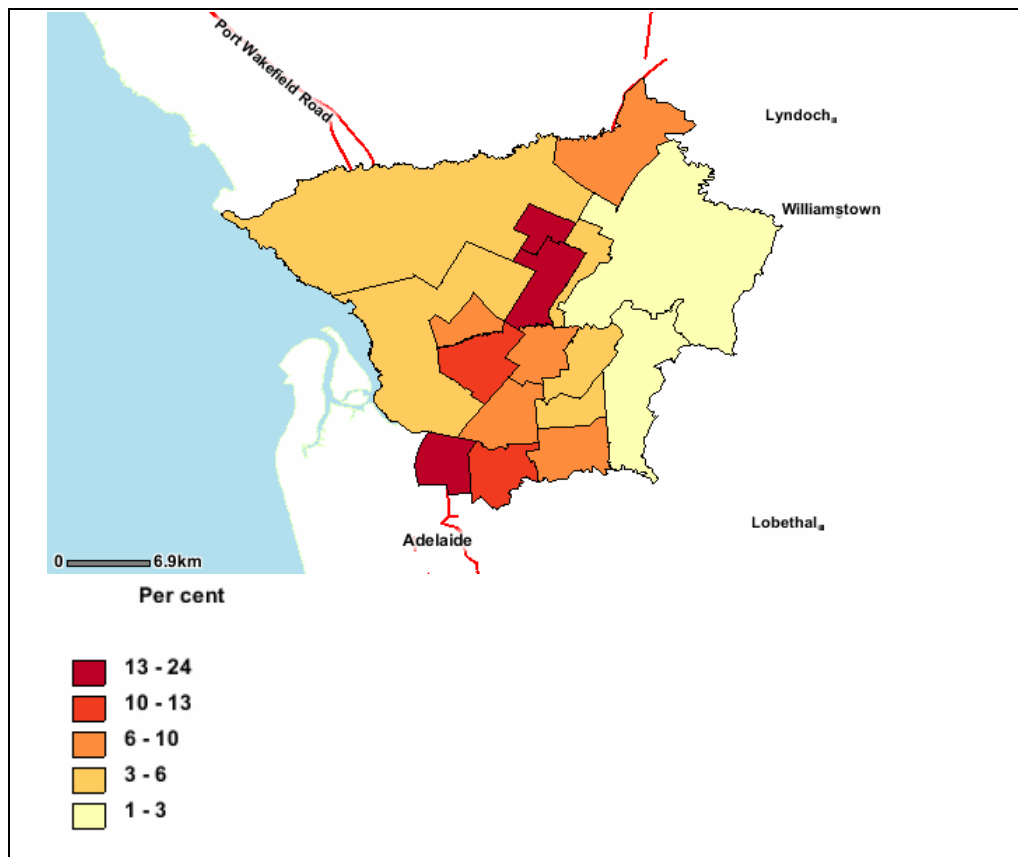 Port Wakefield Road
Lyndoch
Williamstown
Lobethal
Adelaide
0 6.9km
Per cent
13 - 24
10 - 13
6 - 10
3 - 6
1 - 3